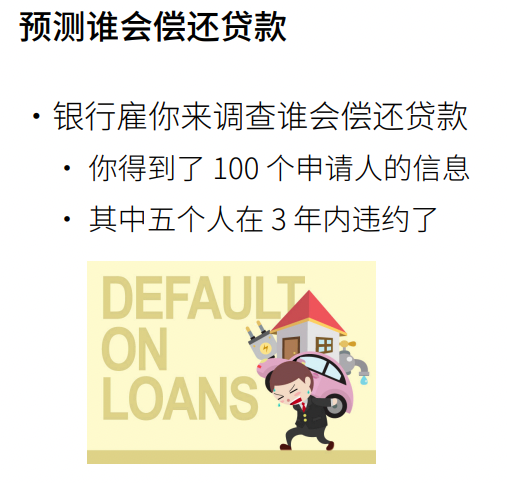 预测谁会偿还贷款
• 银行雇你来调查谁会偿还贷款
• 你得到了 100 个申请人的信息
• 其中五个人在 3 年内违约了
DEFAULT
ON
LOANS